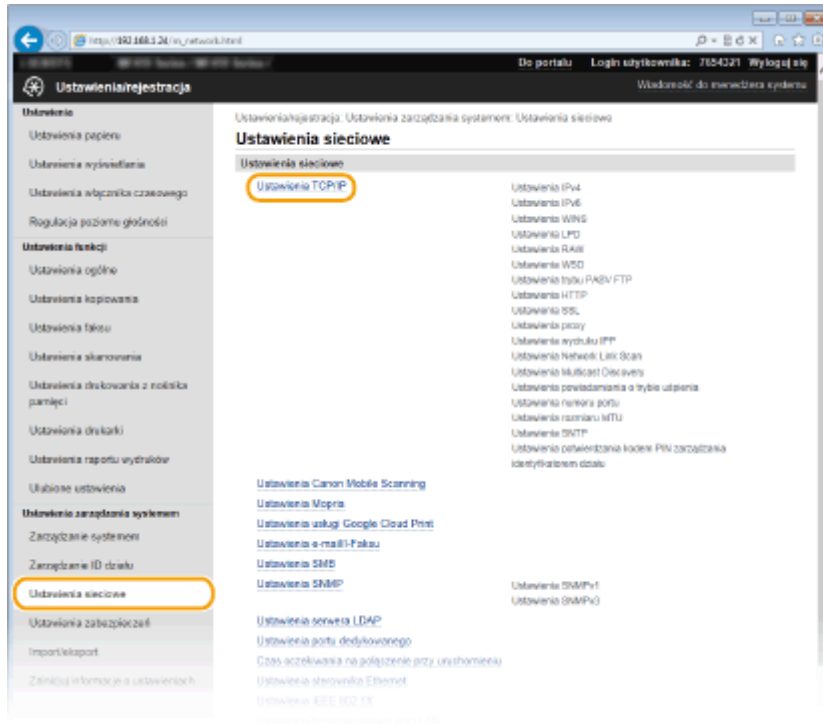 http://192.168.1.24/m_network.html
Do portalu Login użytkownika: 7654321 Wyloguj się
Ustawienia/rejestracja
Wiadomość do menedżera systemu
Ustawienia
Ustawienia papieru
Ustawienia wyświetlania
Ustawienia włącznika czasowego
Regulacja poziomu głośności
Ustawienia funkcji
Ustawienia ogólne
Ustawienia kopiowania
Ustawienia faksu
Ustawienia skanowania
Ustawienia drukowania z nośnika
pamięci
Ustawienia drukarki
Ustawienia raportu wydruków
Ulubione ustawienia
Ustawienia zarządzania systemem
Zarządzanie systemem
Zarządzanie ID działu
Ustawienia sieciowe
Ustawienia zabezpieczeń
Import/eksport
Zainicjuj informacje o ustawieniach
Ustawienia/rejestracja: Ustawienia zarządzania systemem: Ustawienia sieciowe
Ustawienia sieciowe
Ustawienia sieciowe
Ustawienia TCP/IP
Ustawienia IPv4
Ustawienia IPv6
Ustawienia WINS
Ustawienia LPD
Ustawienia RAW
Ustawienia WSD
Ustawienia trybu PASV FTP
Ustawienia HTTP
Ustawienia SSL
Ustawienia proxy
Ustawienia wydruku IPP
Ustawienia Network Link Scan
Ustawienia Multicast Discovery
Ustawienia powiadamiania o trybie uśpienia
Ustawienia numeru portu
Ustawienia rozmiaru MTU
Ustawienia SNTP
Ustawienia potwierdzania kodem PIN zarządzania
identyfikatorem działu
Ustawienia Canon Mobile Scanning
Ustawienia Mopria
Ustawienia usługi Google Cloud Print
Ustawienia e-mail/I-Faksu
Ustawienia SMB
Ustawienia SNMP
Ustawienia SNMPv1
Ustawienia SNMPv3
Ustawienia serwera LDAP
Ustawienia portu dedykowanego
Czas oczekiwania na połączenie przy uruchomieniu
Ustawienia sterownika Ethernet
Ustawienia IEEE 802.1X